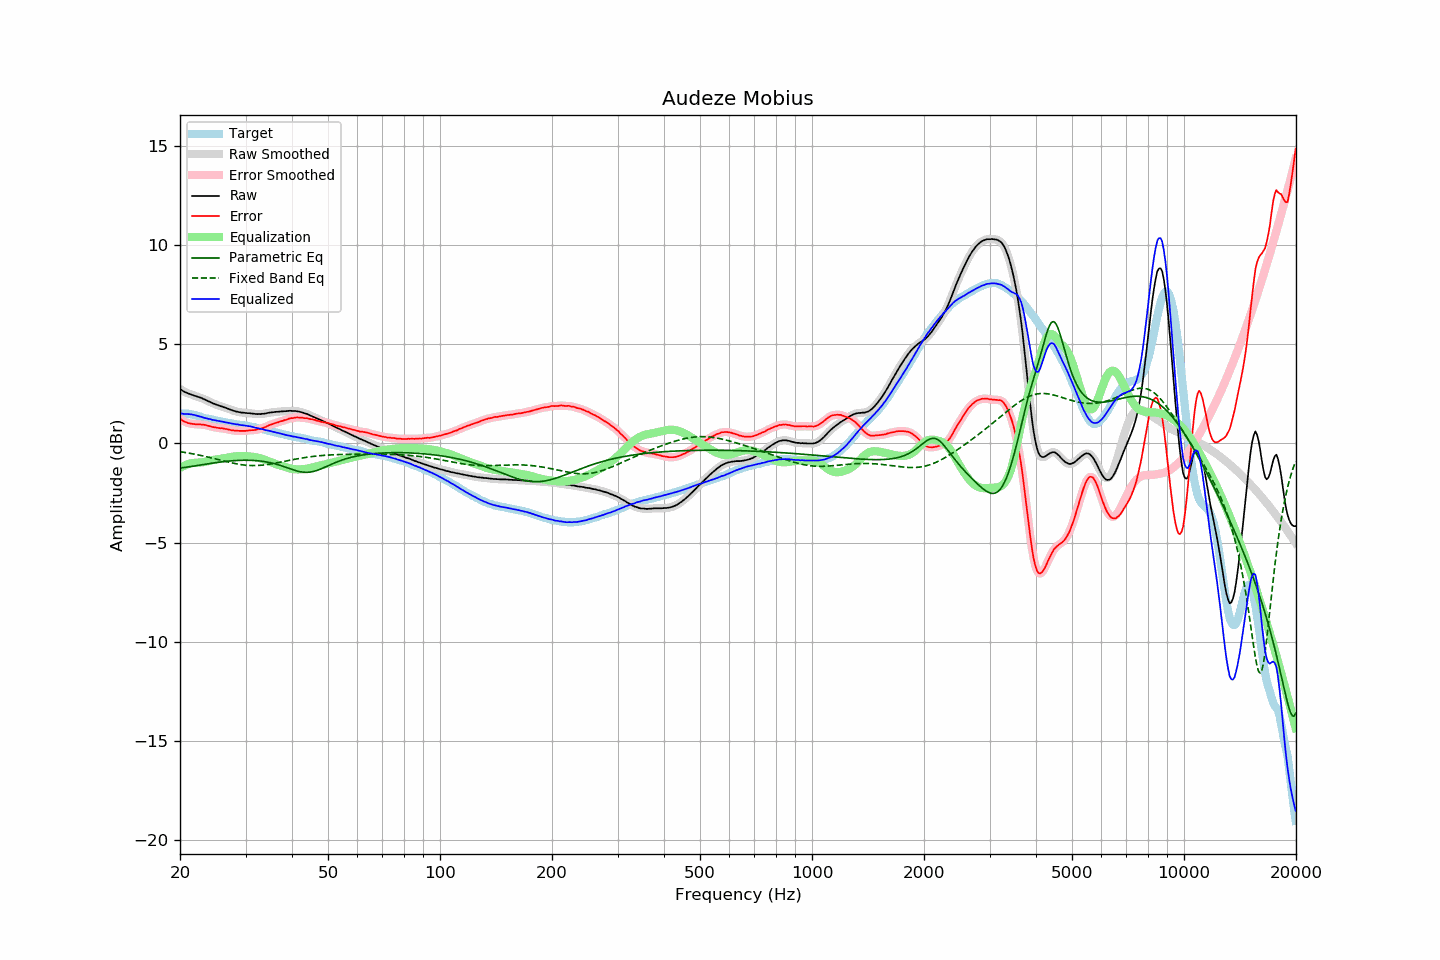 Audeze Mobius
Target
Raw Smoothed
Error Smoothed
Raw
Error
Equalization
Parametric Eq
Fixed Band Eq
Equalized
15
10
5
0
−5
−10
−15
−20
Amplitude (dBr)
20 50 100 200 500 1000 2000 5000 10000 20000
Frequency (Hz)